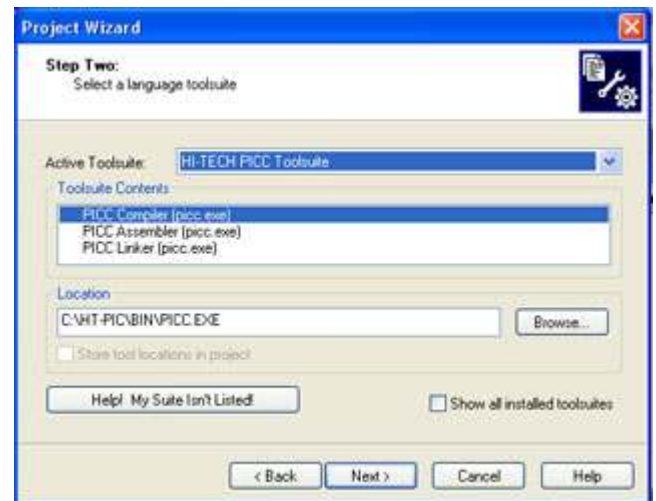 Project Wizard
Step Two:
Select a language toolsuite
Active Toolsuite: HI-TECH PICC Toolsuite
Toolsuite Contents
PICC Compiler (picc.exe)
PICC Assembler (picc.exe)
PICC Linker (picc.exe)
Location
C:\HT-PIC\BIN\PICC.EXE
Browse...
Store tool locations in project
Help! My Suite Isn't Listed!
Show all installed toolsuites
< Back Next > Cancel Help